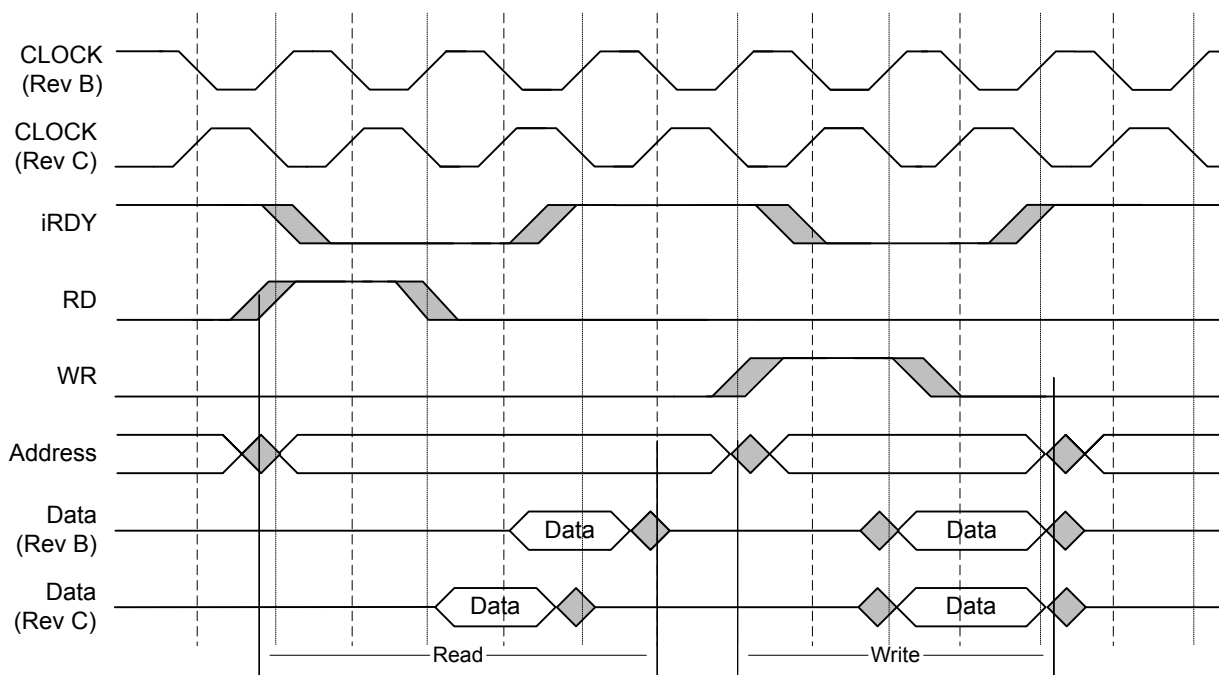 CLOCK
(Rev B)
CLOCK
(Rev C)
iRDY
RD
WR
Address
Data
(Rev B)
Data
Data
Data
(Rev C)
Data
Data
Read
Write